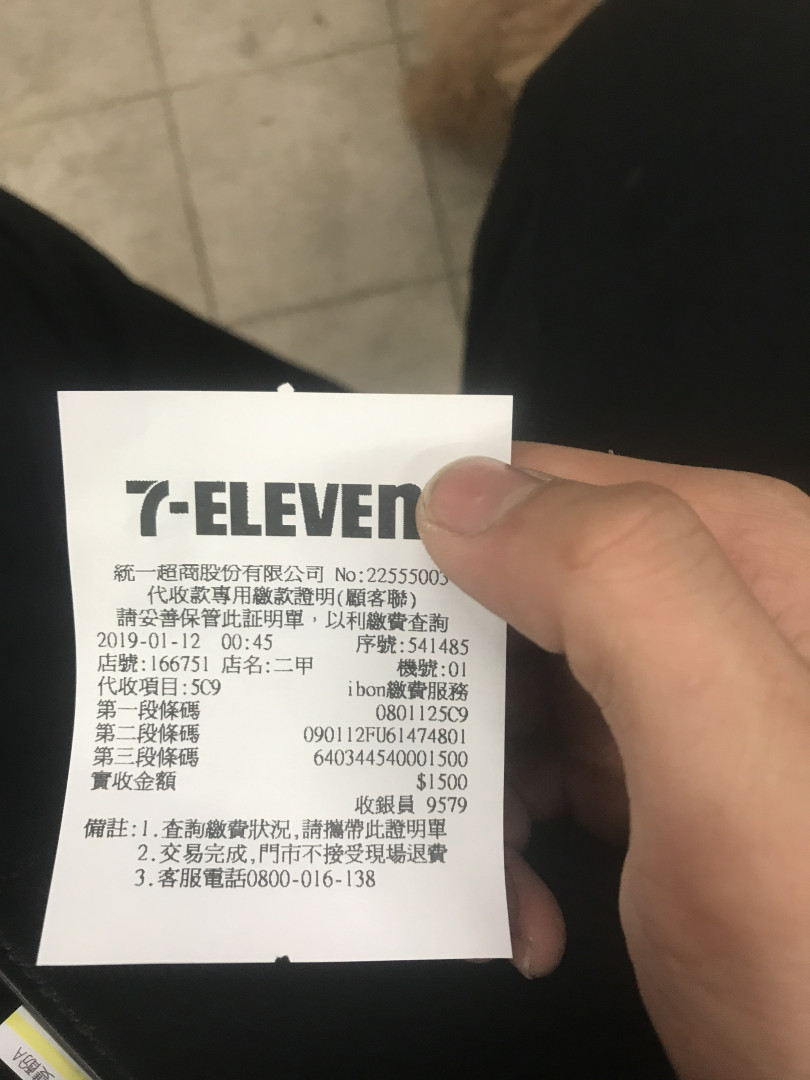 7-ELEVEn
統一超商股份有限公司 No:22555003
代收款專用繳款證明(顧客聯)
請妥善保管此証明單，以利繳費查詢
2019-01-12 00:45 序號:541485
店號:166751 店名:二甲 機號:01
代收項目:5C9 ibon繳費服務
第一段條碼 0801125C9
第二段條碼 090112FU61474801
第三段條碼 640344540001500
實收金額 $1500
收銀員 9579
備註:1.查詢繳費狀況,請攜帶此證明單
2.交易完成,門市不接受現場退費
3.客服電話0800-016-138